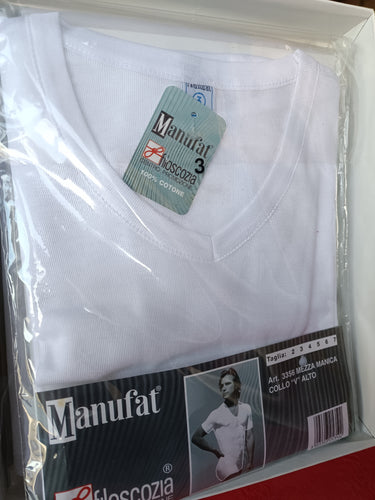 3
Manufat
3
filoscozia
100% COTONE
Taglia: 2 3 4 5 6 7
Art. 3356 MEZZA MANICA
COLLO "V" ALTO
Manufat®
filoscozia®